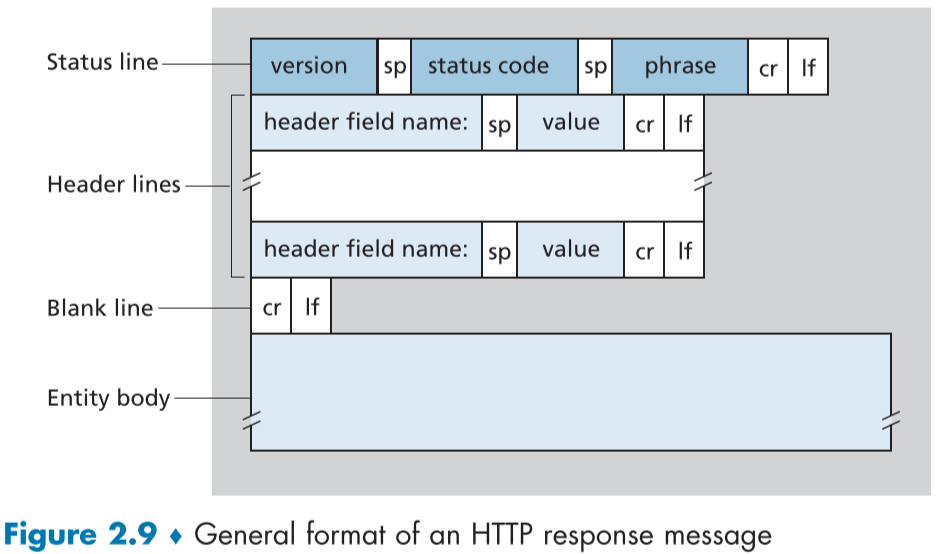 Status line version sp status code sp phrase cr lf
header field name: sp value cr lf
Header lines
header field name: sp value cr lf
Blank line cr lf
Entity body
Figure 2.9 ♦ General format of an HTTP response message